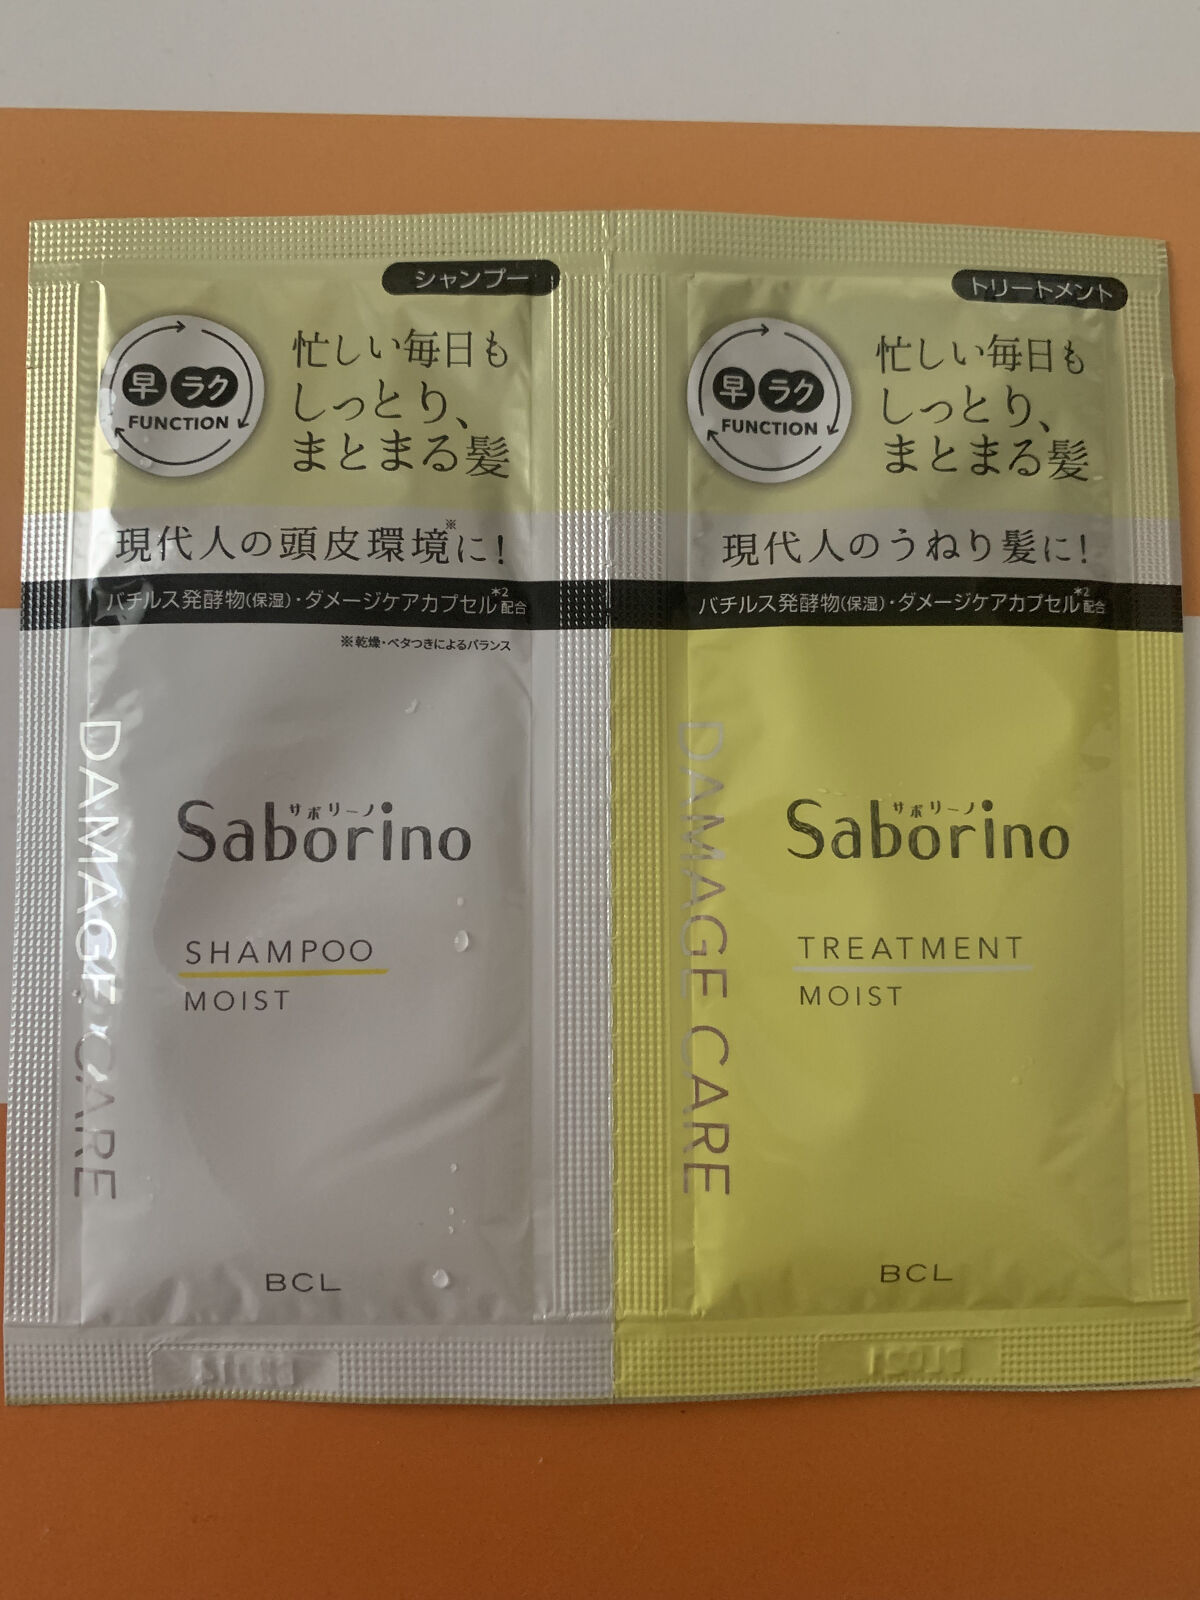 シャンプー
早 ラク
FUNCTION
忙しい毎日も
しっとり、
まとまる髪
現代人の頭皮環境※に!
バチルス発酵物(保湿)・ダメージケアカプセル*2配合
※乾燥・ベタつきによるバランス
DAMAGE CARE
サボリーノ
Saborino
SHAMPOO
MOIST
BCL
トリートメント
早 ラク
FUNCTION
忙しい毎日も
しっとり、
まとまる髪
現代人のうねり髪に!
バチルス発酵物(保湿)・ダメージケアカプセル*2配合
DAMAGE CARE
サボリーノ
Saborino
TREATMENT
MOIST
BCL